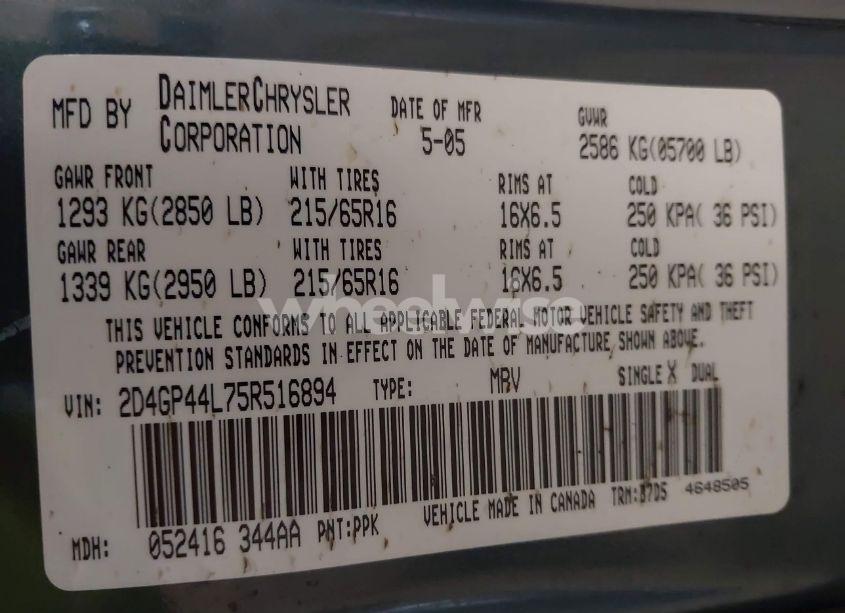 MFD BY DAIMLERCHRYSLER CORPORATION DATE OF MFR 5-05 GVWR 2586 KG(05700 LB)
GAWR FRONT WITH TIRES RIMS AT COLD
1293 KG(2850 LB) 215/65R16 16X6.5 250 KPA( 36 PSI)
GAWR REAR WITH TIRES RIMS AT COLD
1339 KG(2950 LB) 215/65R16 16X6.5 250 KPA( 36 PSI)
wheelwise
THIS VEHICLE CONFORMS TO ALL APPLICABLE FEDERAL MOTOR VEHICLE SAFETY AND THEFT
PREVENTION STANDARDS IN EFFECT ON THE DATE OF MANUFACTURE SHOWN ABOVE.
VIN: 2D4GP44L75R516894 TYPE: MPV SINGLE X DUAL
MDH: 052416 344AA PNT:PPK VEHICLE MADE IN CANADA TRM:B7D5 4648505